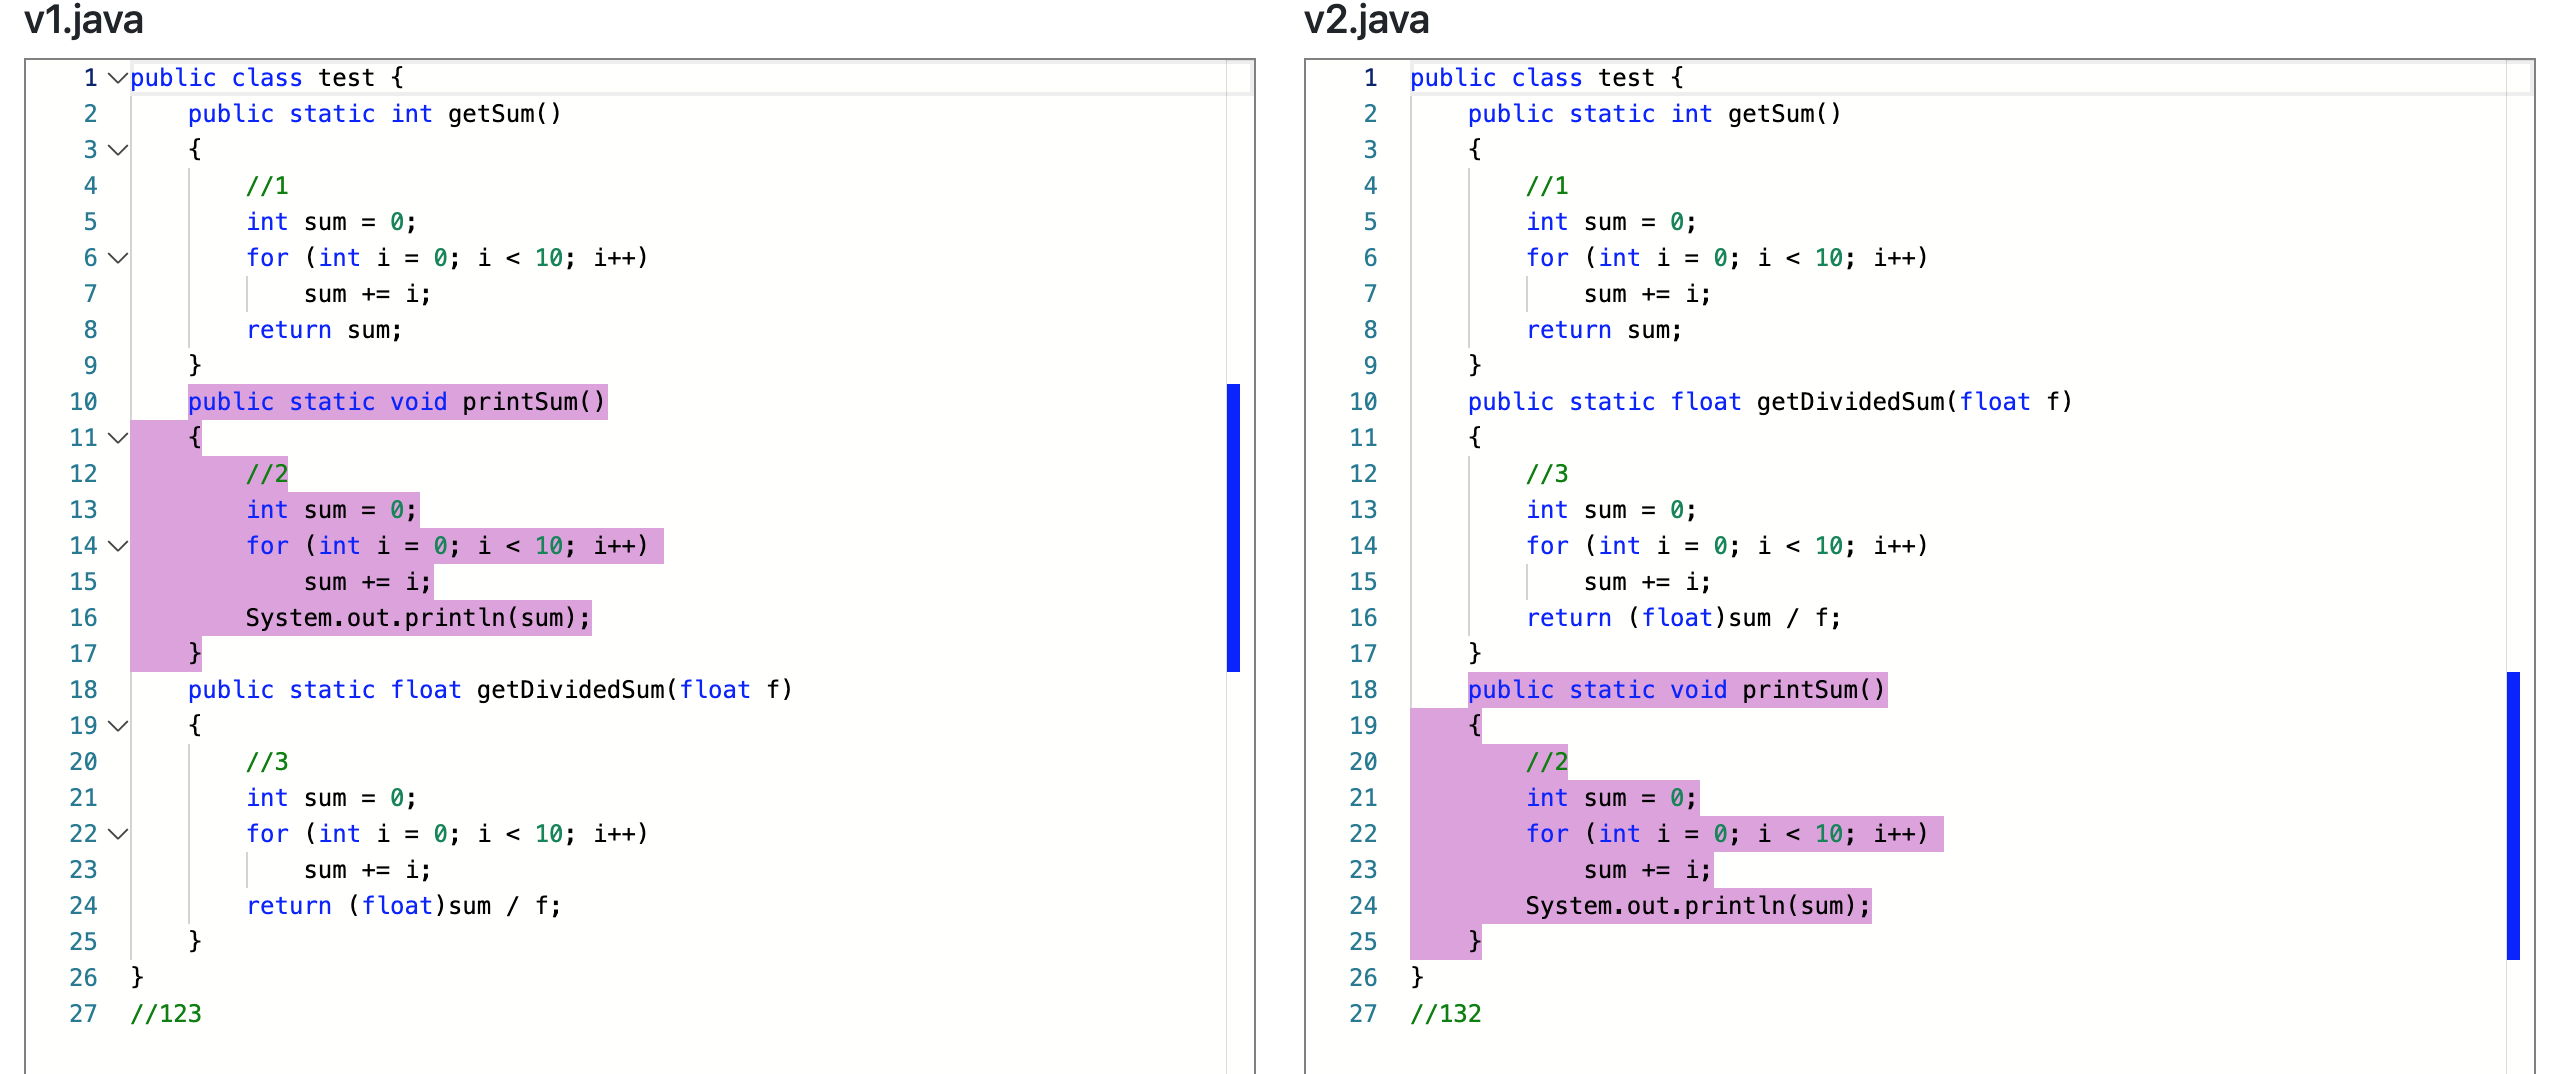 v1.java
1 public class test {
2 public static int getSum()
3 {
4 //1
5 int sum = 0;
6 for (int i = 0; i < 10; i++)
7 sum += i;
8 return sum;
9 }
10 public static void printSum()
11 {
12 //2
13 int sum = 0;
14 for (int i = 0; i < 10; i++)
15 sum += i;
16 System.out.println(sum);
17 }
18 public static float getDividedSum(float f)
19 {
20 //3
21 int sum = 0;
22 for (int i = 0; i < 10; i++)
23 sum += i;
24 return (float)sum / f;
25 }
26 }
27 //123
v2.java
1 public class test {
2 public static int getSum()
3 {
4 //1
5 int sum = 0;
6 for (int i = 0; i < 10; i++)
7 sum += i;
8 return sum;
9 }
10 public static float getDividedSum(float f)
11 {
12 //3
13 int sum = 0;
14 for (int i = 0; i < 10; i++)
15 sum += i;
16 return (float)sum / f;
17 }
18 public static void printSum()
19 {
20 //2
21 int sum = 0;
22 for (int i = 0; i < 10; i++)
23 sum += i;
24 System.out.println(sum);
25 }
26 }
27 //132